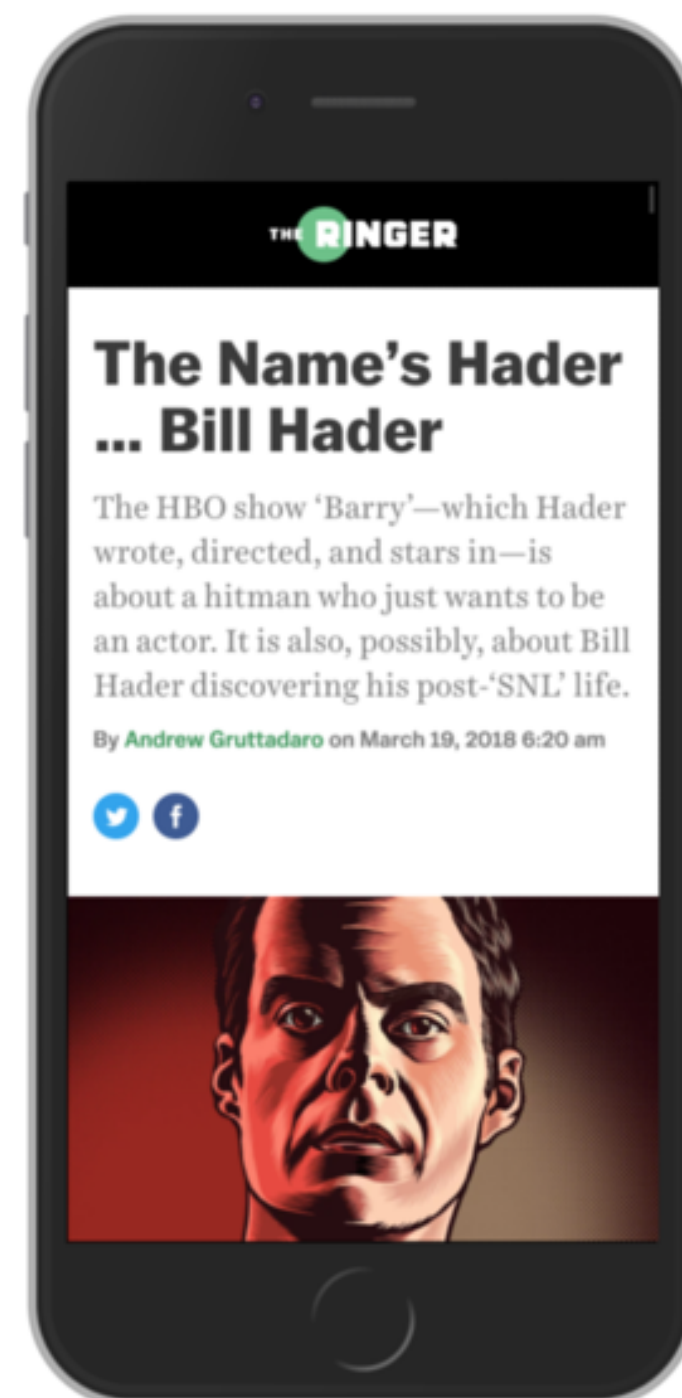 THE RINGER
The Name’s Hader
... Bill Hader
The HBO show ‘Barry’—which Hader
wrote, directed, and stars in—is
about a hitman who just wants to be
an actor. It is also, possibly, about Bill
Hader discovering his post-‘SNL’ life.
By Andrew Gruttadaro on March 19, 2018 6:20 am